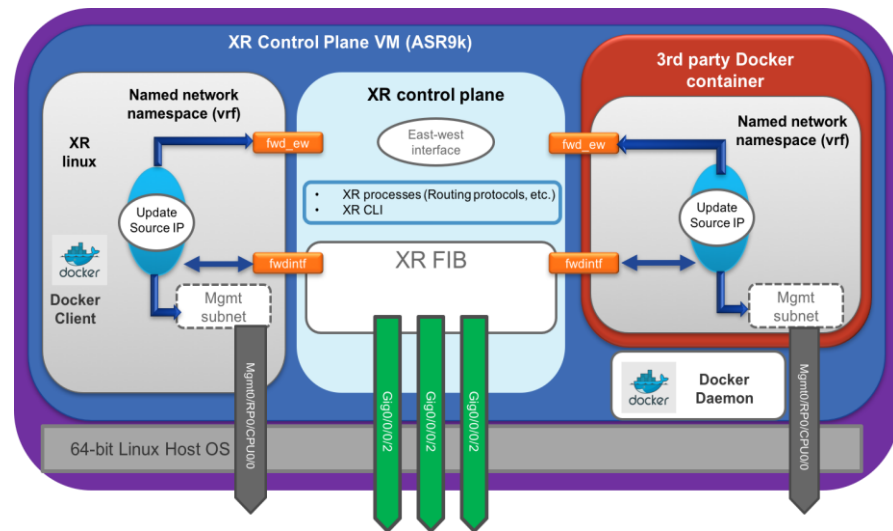 XR Control Plane VM (ASR9k)
Named network
namespace (vrf)
XR
linux
fwd_ew
Update
Source IP
docker
Docker
Client
fwdintf
Mgmt
subnet
Mgmt0/RP0/CPU0/0
XR control plane
East-west
interface
• XR processes (Routing protocols, etc.)
• XR CLI
XR FIB
Gig0/0/0/2
Gig0/0/0/2
Gig0/0/0/2
3rd party Docker
container
Named network
namespace (vrf)
fwd_ew
Update
Source IP
fwdintf
Mgmt
subnet
Mgmt0/RP0/CPU0/0
docker
Docker
Daemon
64-bit Linux Host OS